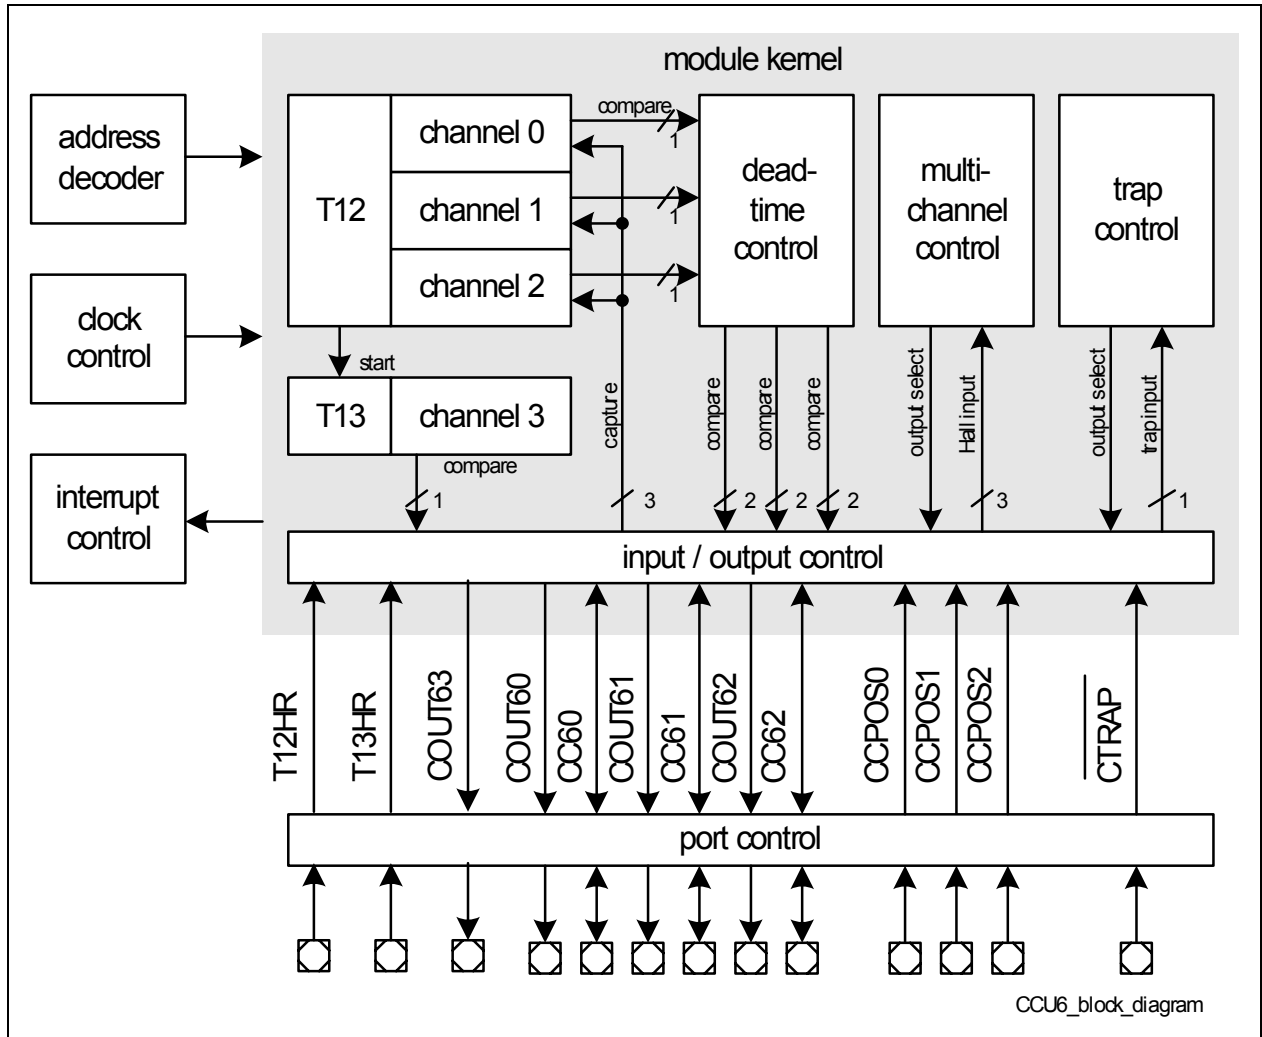 module kernel
address
decoder
clock
control
interrupt
control
T12
channel 0
channel 1
channel 2
compare
1
1
1
dead-
time
control
multi-
channel
control
trap
control
start
T13
channel 3
compare
1
capture
3
compare
2
compare
2
compare
2
output select
Hall input
3
output select
trap input
1
input / output control
T12HR
T13HR
COUT63
COUT60
CC60
COUT61
CC61
COUT62
CC62
CCPOS0
CCPOS1
CCPOS2
CTRAP
port control
CCU6_block_diagram